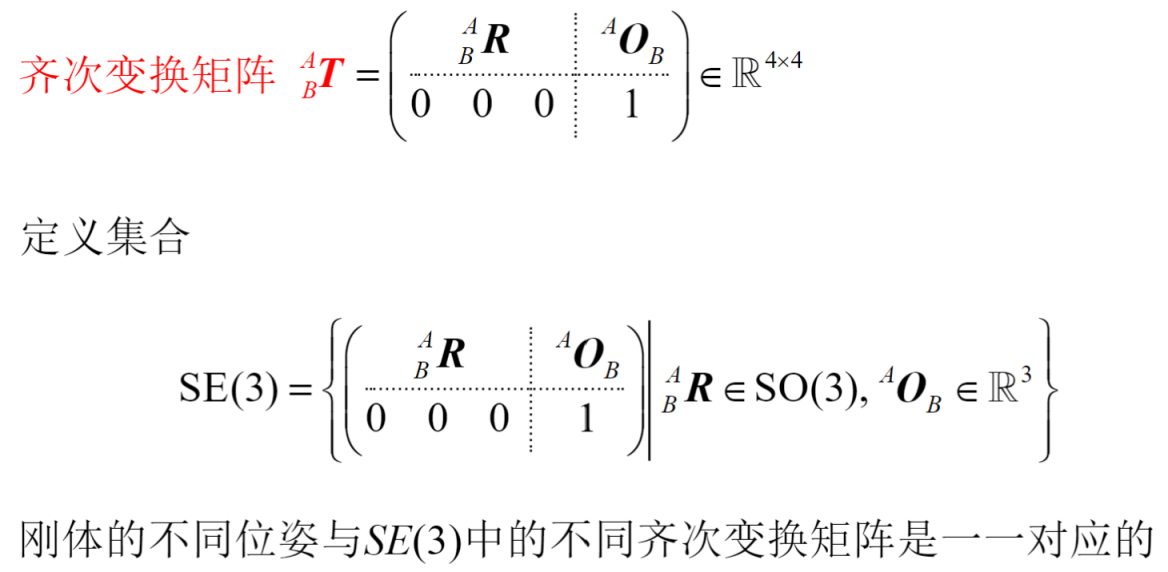 齐次变换矩阵 ${}^{A}_{B}\boldsymbol{T} = \left(\begin{array}{ccc:c} & {}^{A}_{B}\boldsymbol{R} & & {}^{A}\boldsymbol{O}_{B} \\ \hdashline 0 & 0 & 0 & 1 \end{array}\right) \in \mathbb{R}^{4\times 4}$
定义集合
$\mathrm{SE}(3) = \left\{ \left(\begin{array}{ccc:c} & {}^{A}_{B}\boldsymbol{R} & & {}^{A}\boldsymbol{O}_{B} \\ \hdashline 0 & 0 & 0 & 1 \end{array}\right) \middle| {}^{A}_{B}\boldsymbol{R} \in \mathrm{SO}(3), {}^{A}\boldsymbol{O}_{B} \in \mathbb{R}^{3} \right\}$
刚体的不同位姿与SE(3)中的不同齐次变换矩阵是一一对应的